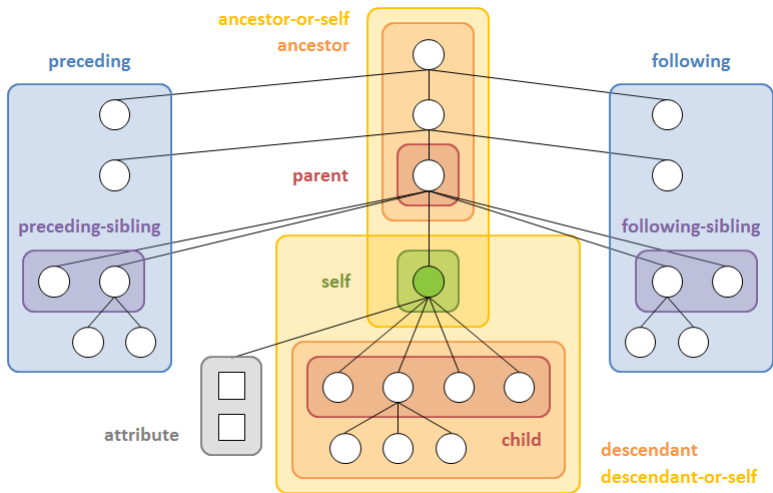 ancestor-or-self
ancestor
preceding
following
parent
preceding-sibling
following-sibling
self
attribute
child
descendant
descendant-or-self